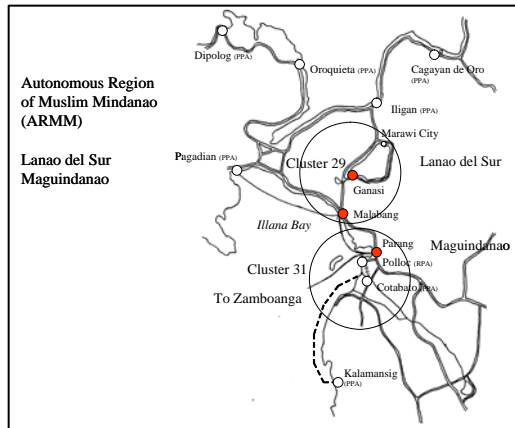 Dipolog (PPA)
Oroquieta (PPA)
Cagayan de Oro
(PPA)
Autonomous Region
of Muslim Mindanao
(ARMM)
Iligan (PPA)
Marawi City
Lanao del Sur
Maguindanao
Pagadian (PPA)
Cluster 29
Lanao del Sur
Ganasi
Malabang
Illana Bay
Parang
Maguindanao
Polloc (RPA)
Cluster 31
Cotabato (PPA)
To Zamboanga
Kalamansig
(PPA)